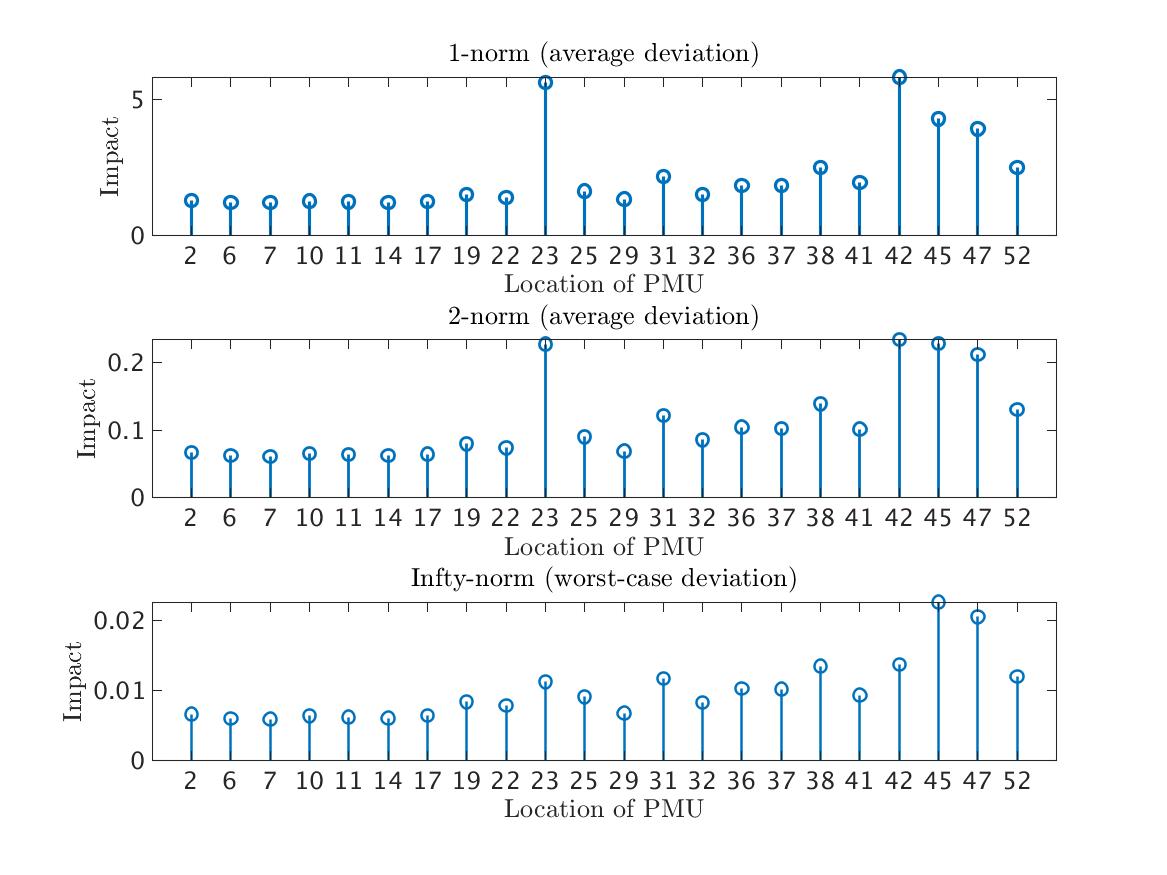 1-norm (average deviation)
5
0
Impact
2 6 7 10 11 14 17 19 22 23 25 29 31 32 36 37 38 41 42 45 47 52
Location of PMU
2-norm (average deviation)
0.2
0.1
0
Impact
2 6 7 10 11 14 17 19 22 23 25 29 31 32 36 37 38 41 42 45 47 52
Location of PMU
Infty-norm (worst-case deviation)
0.02
0.01
0
Impact
2 6 7 10 11 14 17 19 22 23 25 29 31 32 36 37 38 41 42 45 47 52
Location of PMU